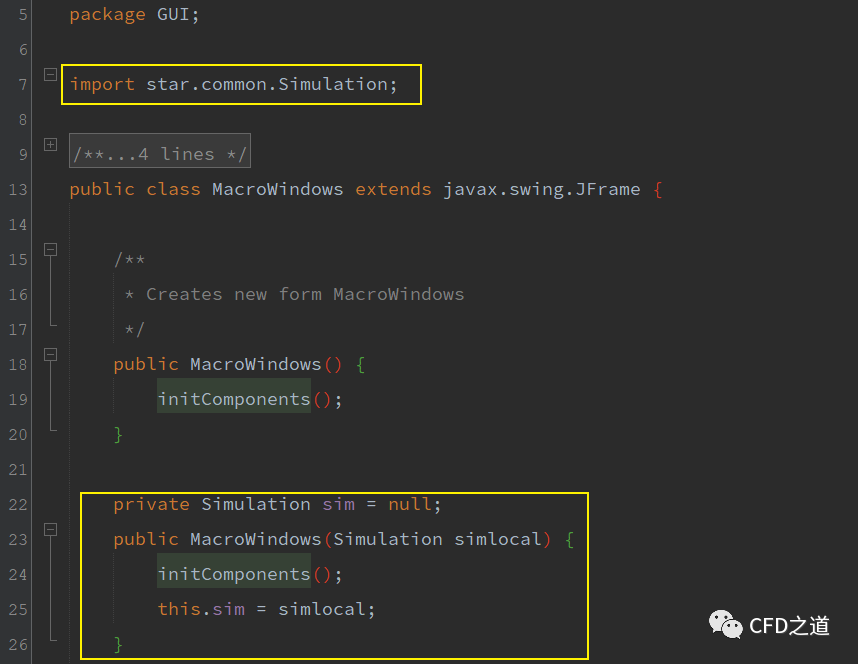 5 package GUI;
6
7 import star.common.Simulation;
8
9 /**...4 lines */
13 public class MacroWindows extends javax.swing.JFrame {
14
15 /**
16 * Creates new form MacroWindows
17 */
18 public MacroWindows() {
19 initComponents();
20 }
21
22 private Simulation sim = null;
23 public MacroWindows(Simulation simlocal) {
24 initComponents();
25 this.sim = simlocal;
26 }
CFD之道